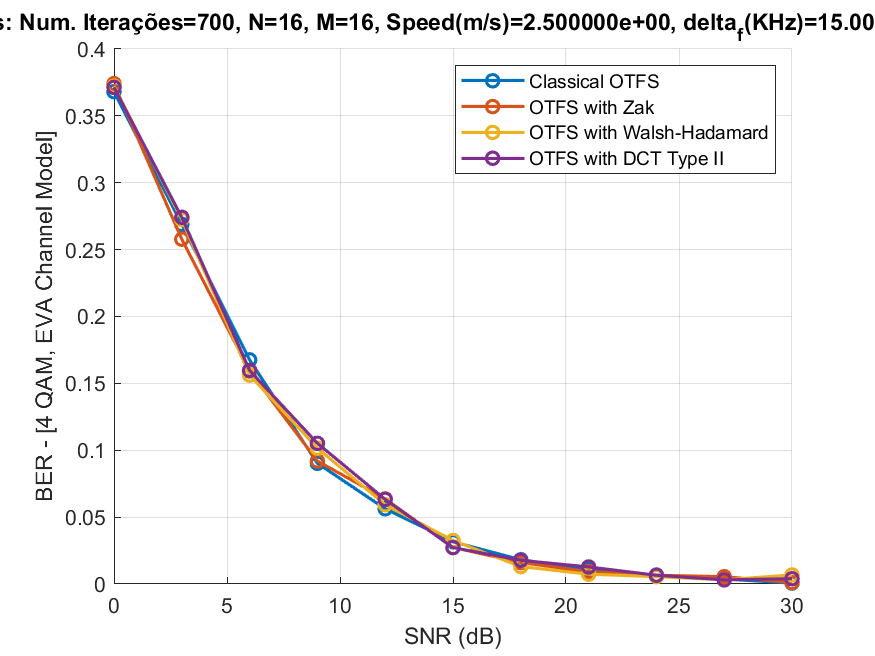 s: Num. Iterações=700, N=16, M=16, Speed(m/s)=2.500000e+00, delta_f(KHz)=15.00
0.4
0.35
0.3
0.25
0.2
0.15
0.1
0.05
0
BER - [4 QAM, EVA Channel Model]
Classical OTFS
OTFS with Zak
OTFS with Walsh-Hadamard
OTFS with DCT Type II
0 5 10 15 20 25 30
SNR (dB)